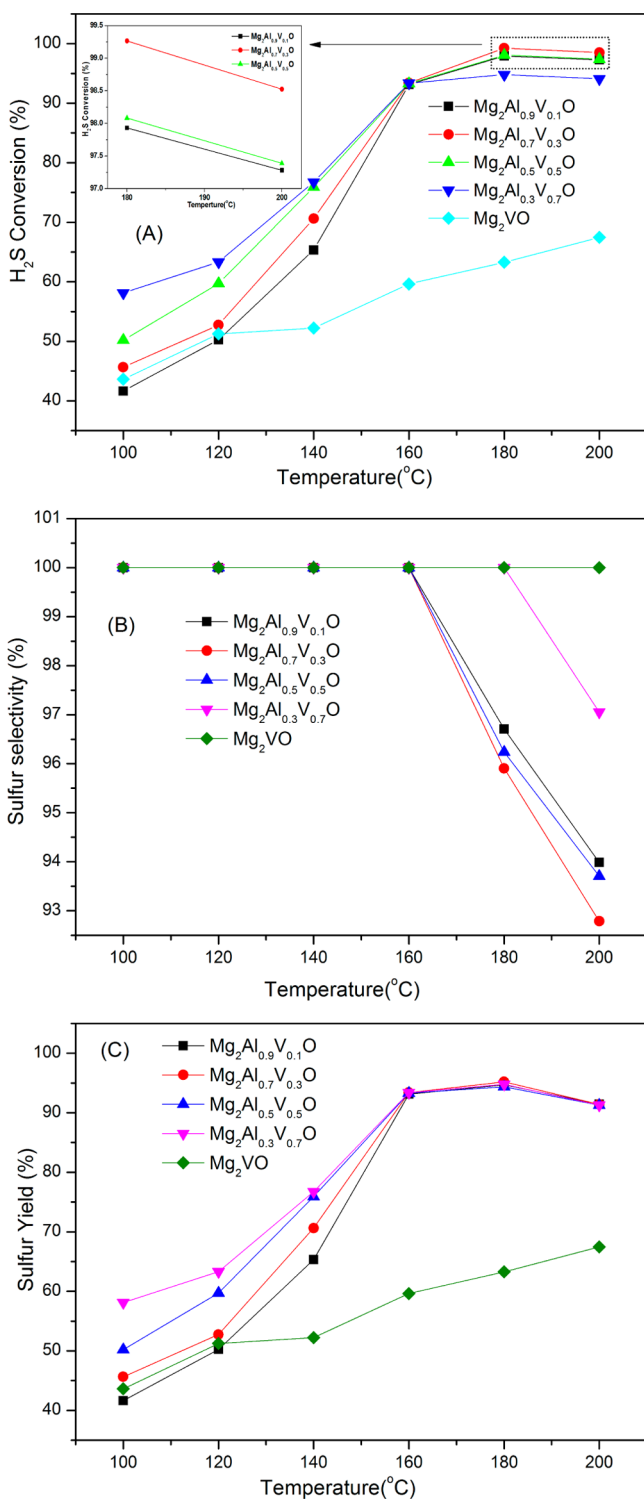 99.5
99.0
98.5
98.0
97.5
97.0
H₂S Conversion (%)
Mg₂Al₀.₉V₀.₁O
Mg₂Al₀.₇V₀.₃O
Mg₂Al₀.₅V₀.₅O
180 190 200
Temperture(°C)
100
90
80
70
60
50
40
H₂S Conversion (%)
(A)
Mg₂Al₀.₉V₀.₁O
Mg₂Al₀.₇V₀.₃O
Mg₂Al₀.₅V₀.₅O
Mg₂Al₀.₃V₀.₇O
Mg₂VO
100 120 140 160 180 200
Temperature(°C)
101
100
99
98
97
96
95
94
93
Sulfur selectivity (%)
(B)
Mg₂Al₀.₉V₀.₁O
Mg₂Al₀.₇V₀.₃O
Mg₂Al₀.₅V₀.₅O
Mg₂Al₀.₃V₀.₇O
Mg₂VO
100 120 140 160 180 200
Temperature(°C)
100
90
80
70
60
50
40
Sulfur Yield (%)
(C)
Mg₂Al₀.₉V₀.₁O
Mg₂Al₀.₇V₀.₃O
Mg₂Al₀.₅V₀.₅O
Mg₂Al₀.₃V₀.₇O
Mg₂VO
100 120 140 160 180 200
Temperature(°C)